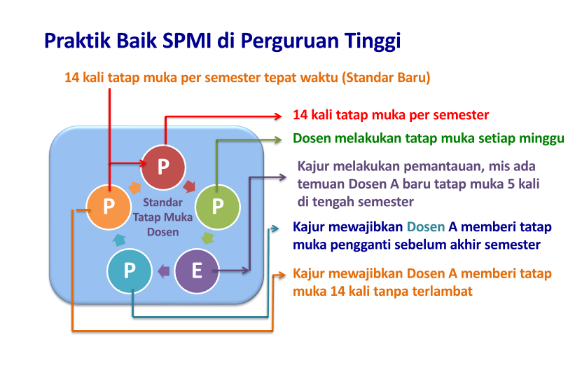 Praktik Baik SPMI di Perguruan Tinggi
14 kali tatap muka per semester tepat waktu (Standar Baru)
14 kali tatap muka per semester
Dosen melakukan tatap muka setiap minggu
Kajur melakukan pemantauan, mis ada
temuan Dosen A baru tatap muka 5 kali
di tengah semester
Kajur mewajibkan Dosen A memberi tatap
muka pengganti sebelum akhir semester
Kajur mewajibkan Dosen A memberi tatap
muka 14 kali tanpa terlambat
P
P
P
Standar
Tatap Muka
Dosen
P
E